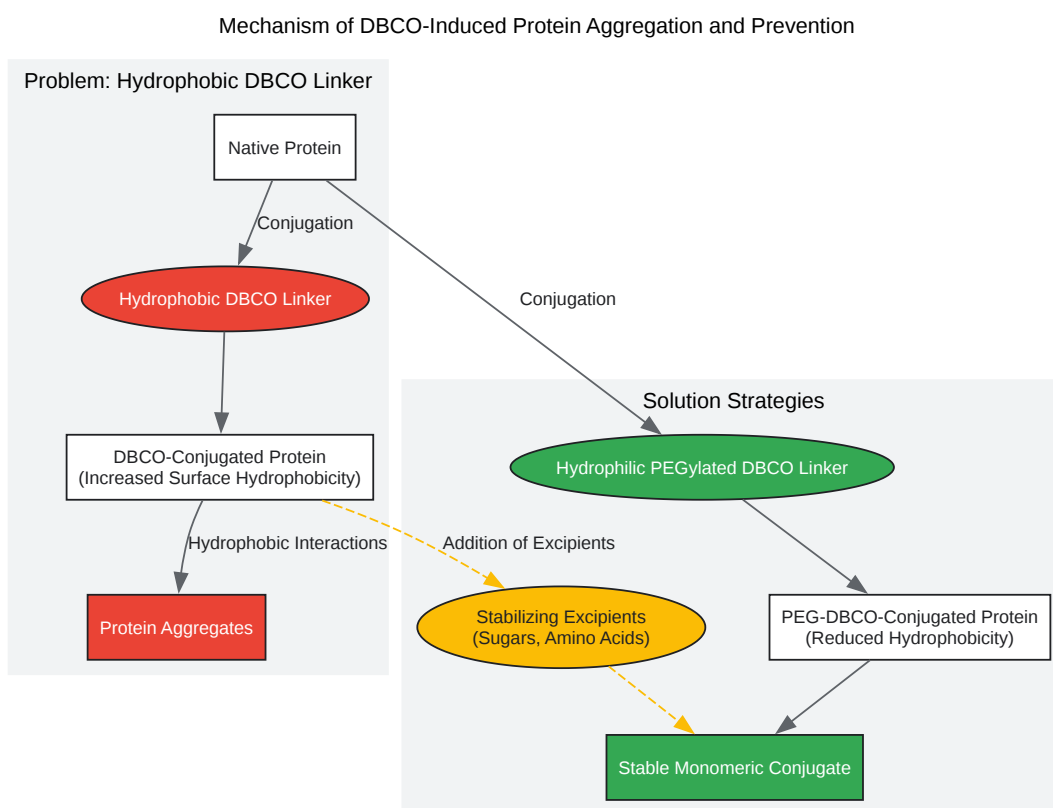 Mechanism of DBCO-Induced Protein Aggregation and Prevention
Problem: Hydrophobic DBCO Linker
Native Protein
Conjugation
Hydrophobic DBCO Linker
Conjugation
Solution Strategies
DBCO-Conjugated Protein
(Increased Surface Hydrophobicity)
Hydrophilic PEGylated DBCO Linker
Hydrophobic Interactions
Addition of Excipients
Protein Aggregates
Stabilizing Excipients
(Sugars, Amino Acids)
PEG-DBCO-Conjugated Protein
(Reduced Hydrophobicity)
Stable Monomeric Conjugate